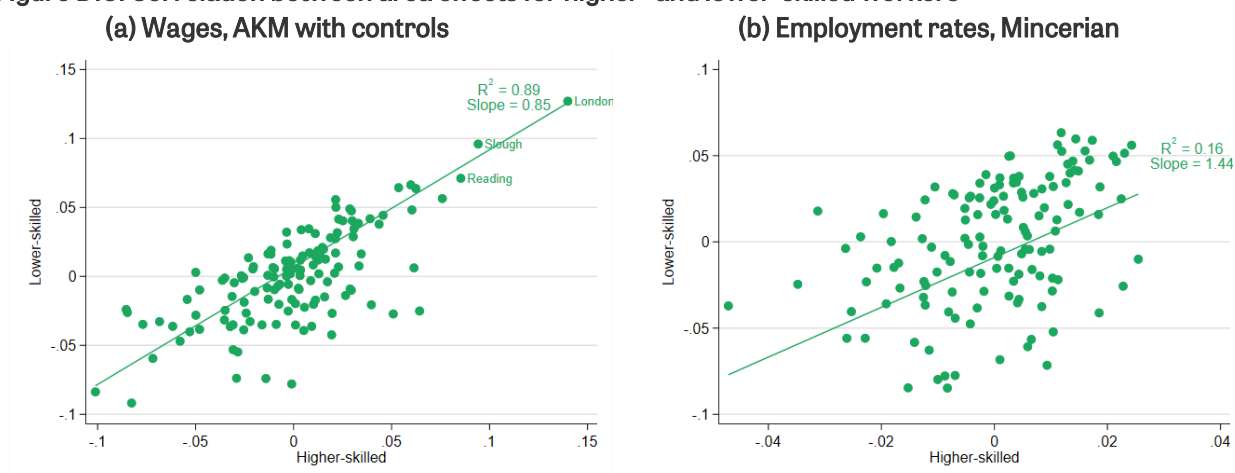 (a) Wages, AKM with controls
.15
.1
.05
0
-.05
-.1
Lower-skilled
R² = 0.89
Slope = 0.85
London
Slough
Reading
-.1 -.05 0 .05 .1 .15
Higher-skilled
(b) Employment rates, Mincerian
.1
.05
0
-.05
-.1
Lower-skilled
R² = 0.16
Slope = 1.44
-.04 -.02 0 .02 .04
Higher-skilled